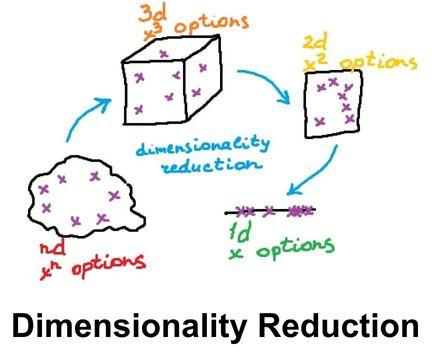 3d
x³ options
2d
x² options
dimensionality
reduction
nd
xⁿ options
1d
x options
Dimensionality Reduction